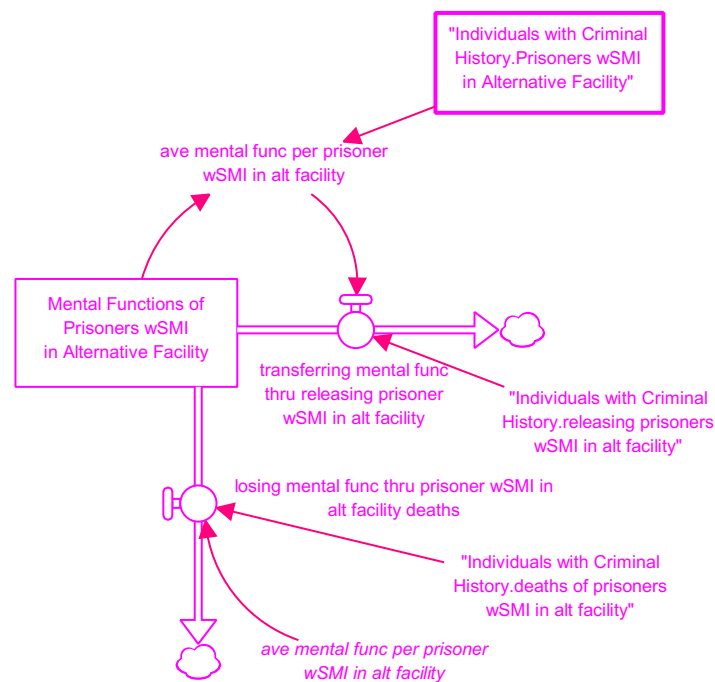 "Individuals with Criminal
History.Prisoners wSMI
in Alternative Facility"
ave mental func per prisoner
wSMI in alt facility
Mental Functions of
Prisoners wSMI
in Alternative Facility
transferring mental func
thru releasing prisoner
wSMI in alt facility
"Individuals with Criminal
History.releasing prisoners
wSMI in alt facility"
losing mental func thru prisoner wSMI in
alt facility deaths
"Individuals with Criminal
History.deaths of prisoners
wSMI in alt facility"
ave mental func per prisoner
wSMI in alt facility